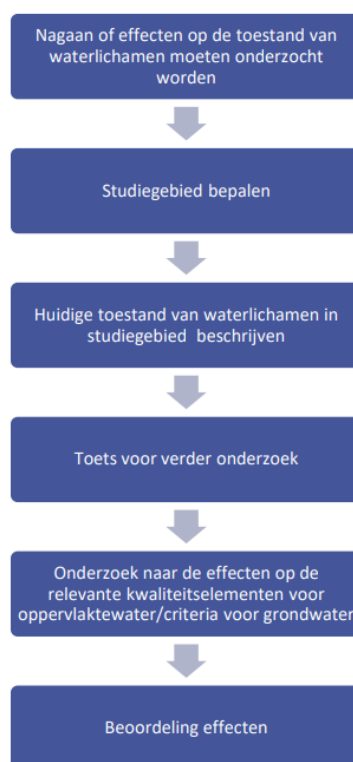 Nagaan of effecten op de toestand van
waterlichamen moeten onderzocht
worden
Studiegebied bepalen
Huidige toestand van waterlichamen in
studiegebied beschrijven
Toets voor verder onderzoek
Onderzoek naar de effecten op de
relevante kwaliteitselementen voor
oppervlaktewater/criteria voor grondwater
Beoordeling effecten